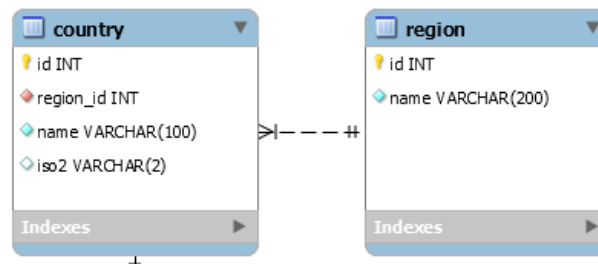 country
id INT
region_id INT
name VARCHAR(100)
iso2 VARCHAR(2)
Indexes
region
id INT
name VARCHAR(200)
Indexes